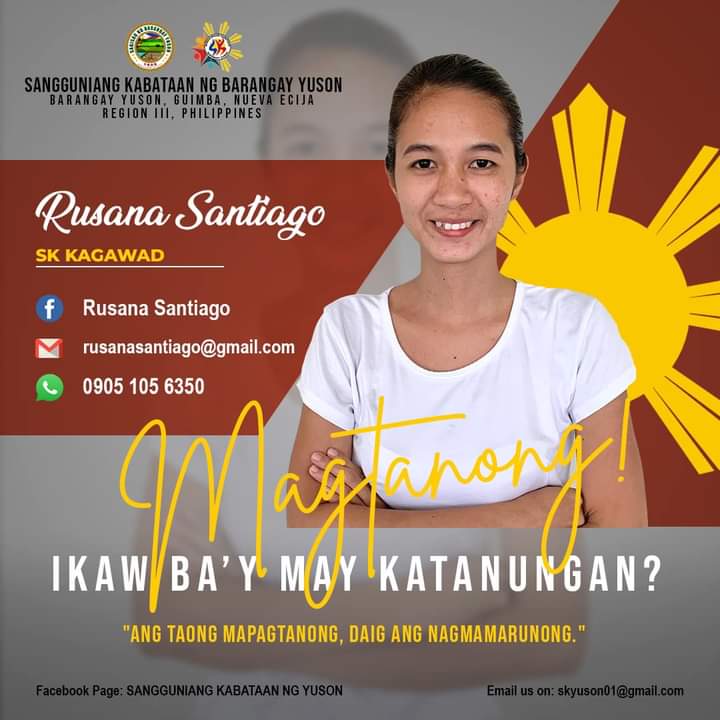 SANGGUNIANG KABATAAN NG BARANGAY YUSON
BARANGAY YUSON, GUIMBA, NUEVA ECIJA
REGION III, PHILIPPINES
Rusana Santiago
SK KAGAWAD
Rusana Santiago
rusanasantiago@gmail.com
0905 105 6350
Magtanong!
IKAW BA'Y MAY KATANUNGAN?
"ANG TAONG MAPAGTANONG, DAIG ANG NAGMAMARUNONG."
Facebook Page: SANGGUNIANG KABATAAN NG YUSON
Email us on: skyuson01@gmail.com